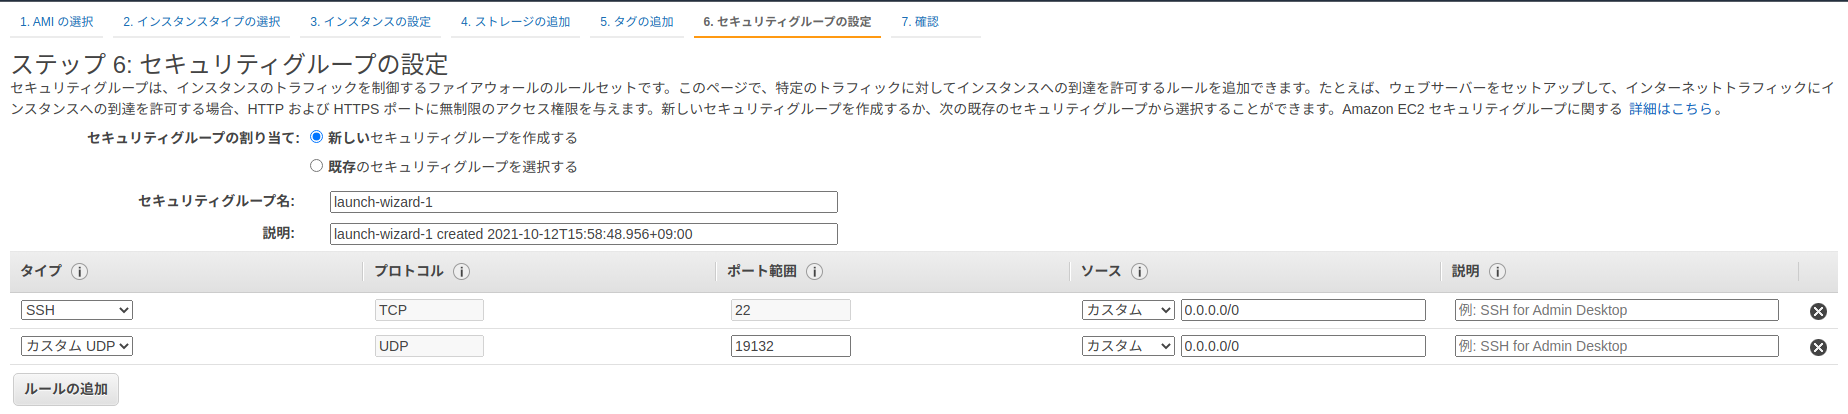 1. AMI の選択 2. インスタンスタイプの選択 3. インスタンスの設定 4. ストレージの追加 5. タグの追加 6. セキュリティグループの設定 7. 確認
ステップ 6: セキュリティグループの設定
セキュリティグループは、インスタンスのトラフィックを制御するファイアウォールのルールセットです。このページで、特定のトラフィックに対してインスタンスへの到達を許可するルールを追加できます。たとえば、ウェブサーバーをセットアップして、インターネットトラフィックにイ
ンスタンスへの到達を許可する場合、HTTP および HTTPS ポートに無制限のアクセス権限を与えます。新しいセキュリティグループを作成するか、次の既存のセキュリティグループから選択することができます。Amazon EC2 セキュリティグループに関する 詳細はこちら。
セキュリティグループの割り当て: 新しいセキュリティグループを作成する
既存のセキュリティグループを選択する
セキュリティグループ名: launch-wizard-1
説明: launch-wizard-1 created 2021-10-12T15:58:48.956+09:00
タイプ プロトコル ポート範囲 ソース 説明
SSH TCP 22 カスタム 0.0.0.0/0 例: SSH for Admin Desktop
カスタム UDP UDP 19132 カスタム 0.0.0.0/0 例: SSH for Admin Desktop
ルールの追加